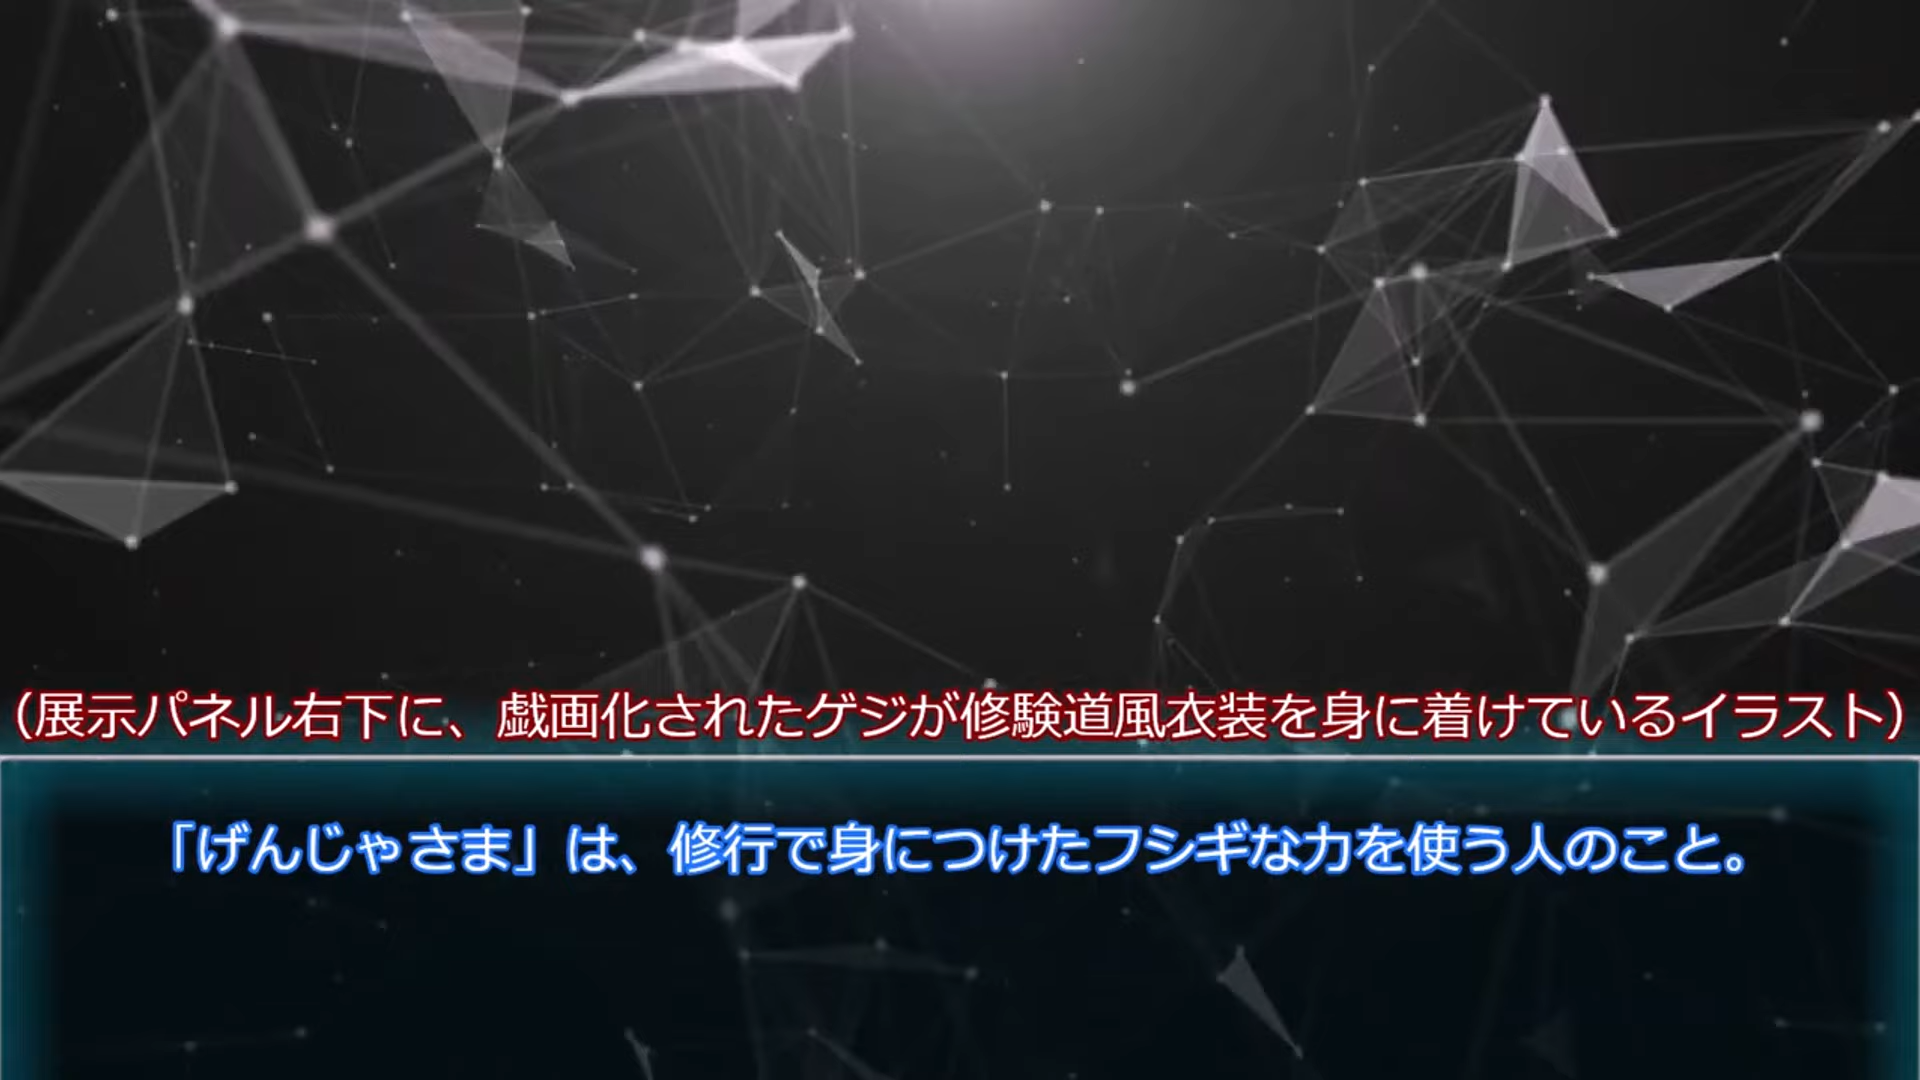 （展示パネル右下に、戯画化されたゲジが修験道風衣装を身に着けているイラスト）
「げんじゃさま」は、修行で身につけたフシギな力を使う人のこと。